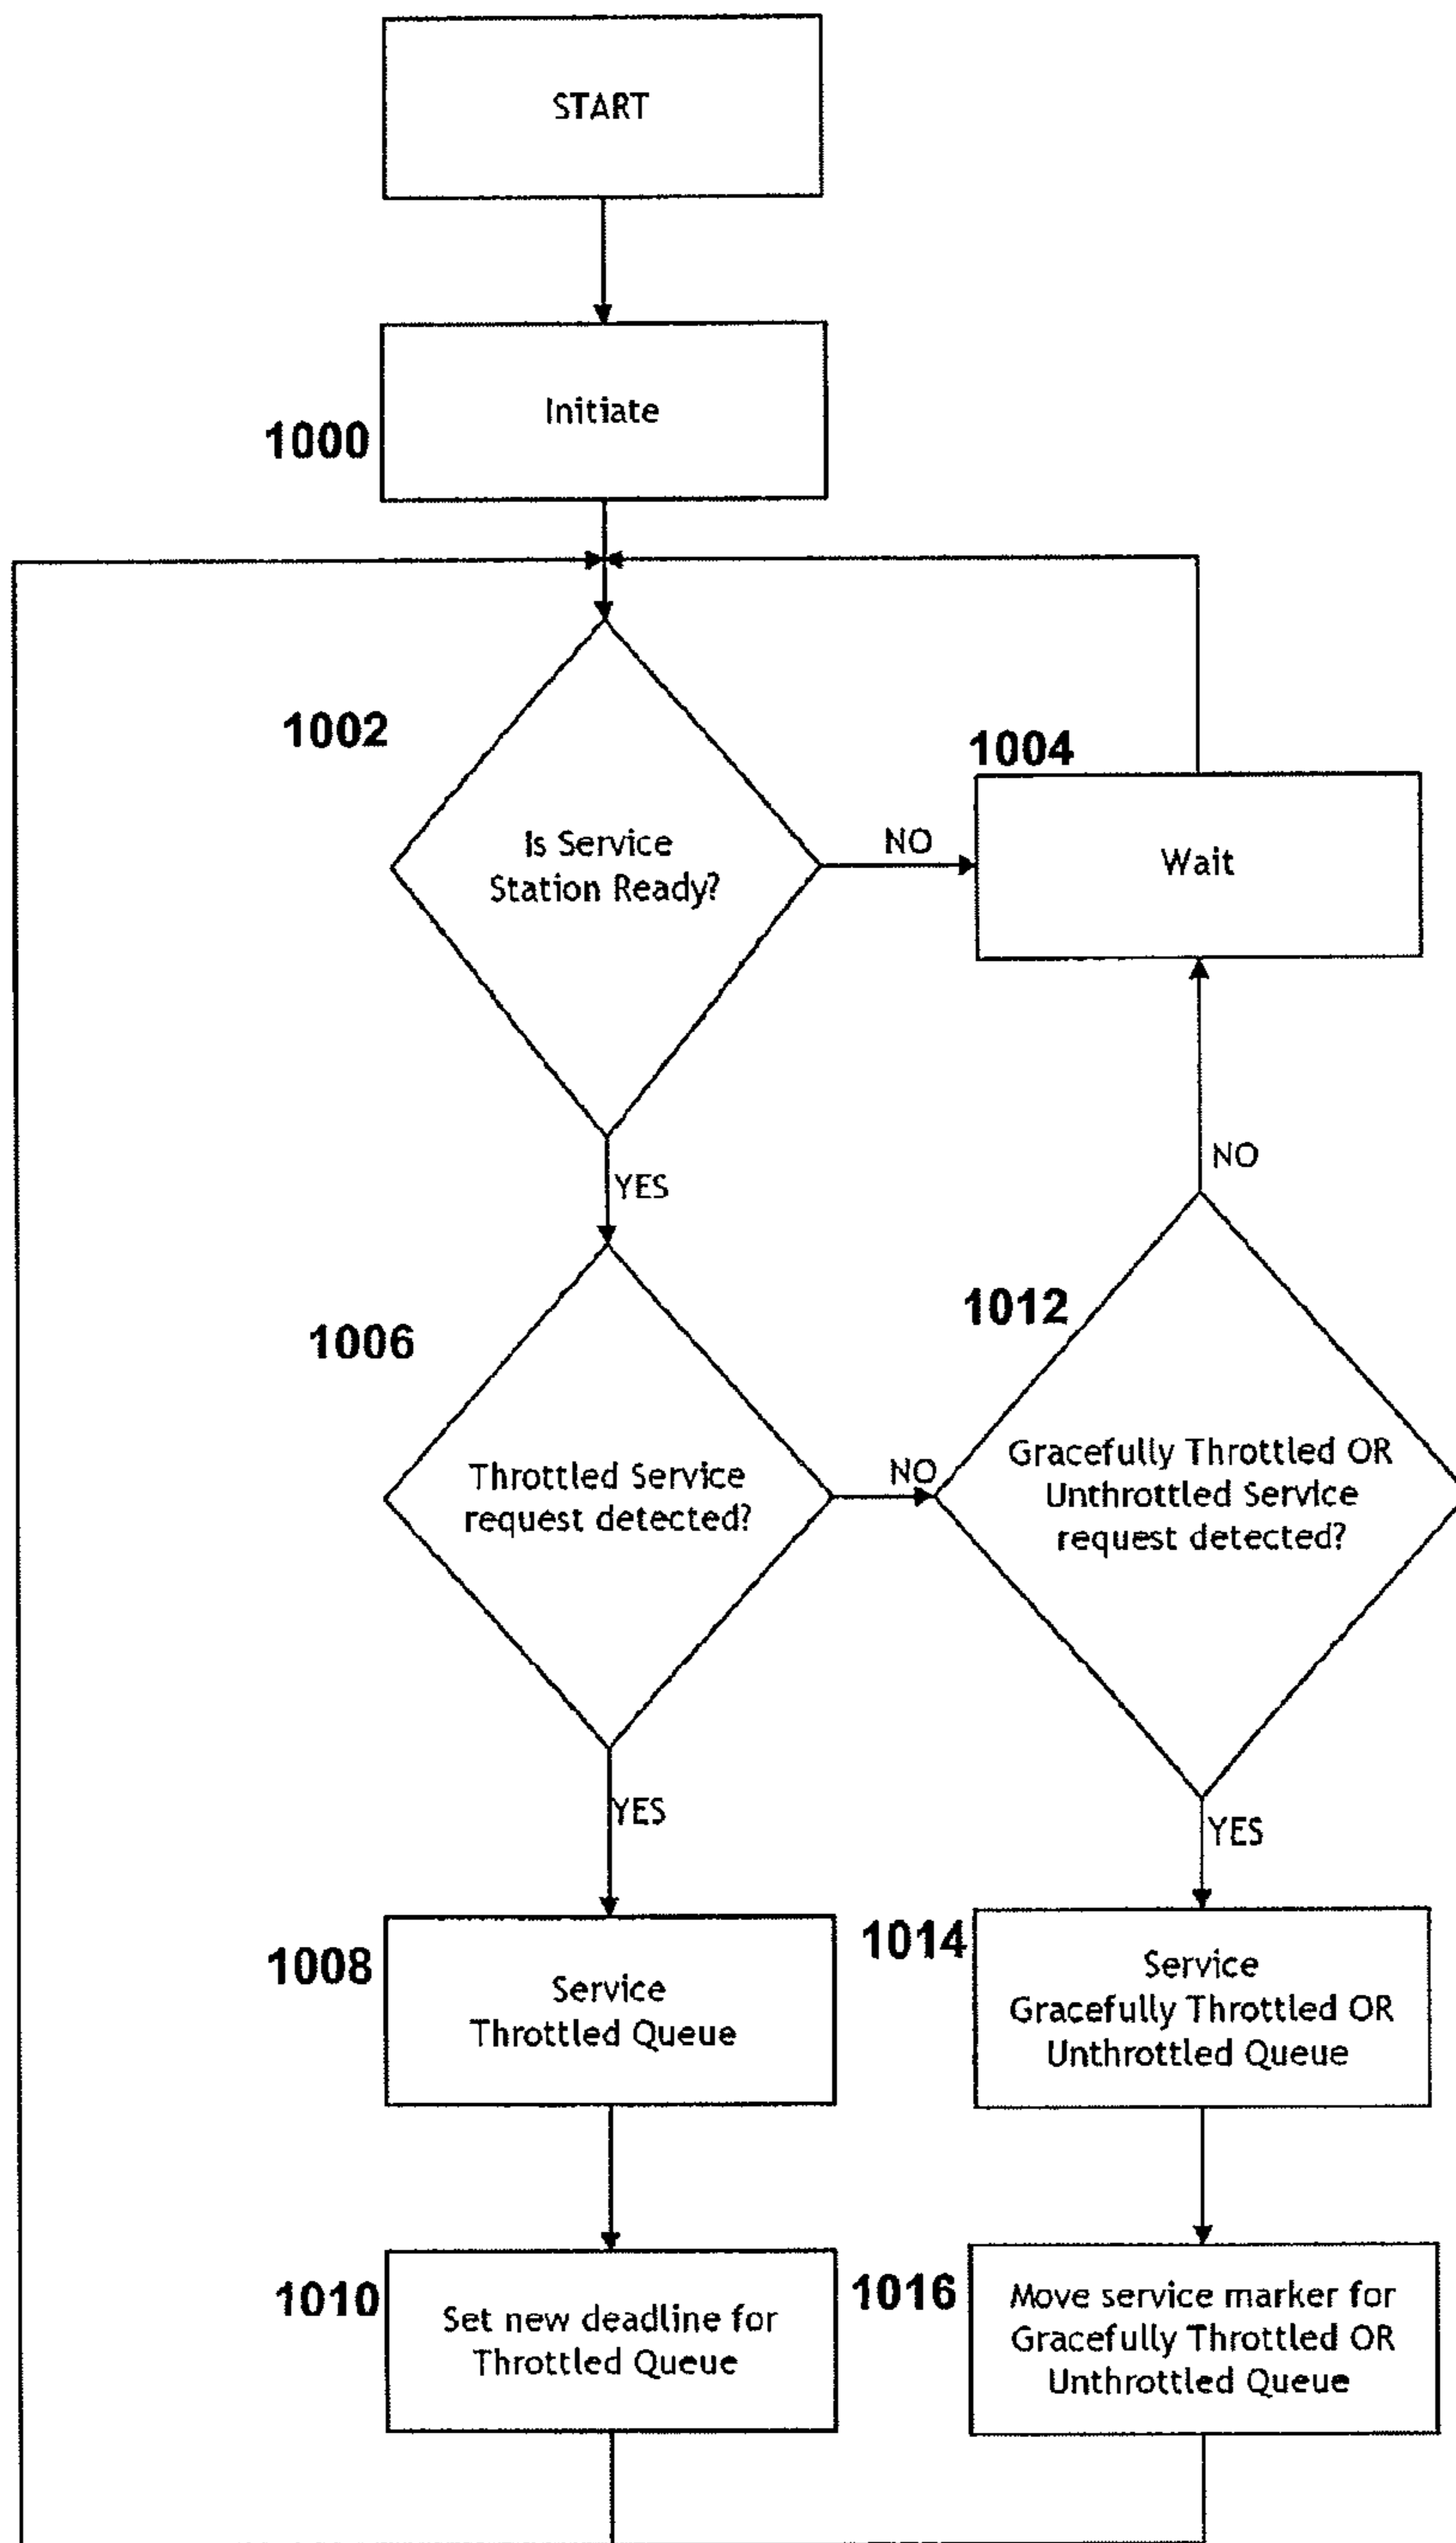 START
Initiate
1000
1002
Is Service
Station Ready?
NO
1004
Wait
YES
NO
1006
Throttled Service
request detected?
NO
1012
Gracefully Throttled OR
Unthrottled Service
request detected?
YES
YES
1008
Service
Throttled Queue
1014
Service
Gracefully Throttled OR
Unthrottled Queue
1010
Set new deadline for
Throttled Queue
1016
Move service marker for
Gracefully Throttled OR
Unthrottled Queue